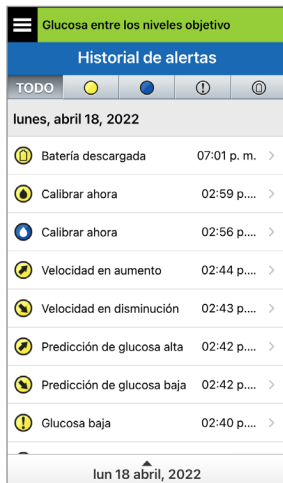 Glucosa entre los niveles objetivo
Historial de alertas
TODO
lunes, abril 18, 2022
Batería descargada 07:01 p. m.
Calibrar ahora 02:59 p....
Calibrar ahora 02:56 p....
Velocidad en aumento 02:44 p....
Velocidad en disminución 02:43 p....
Predicción de glucosa alta 02:42 p....
Predicción de glucosa baja 02:42 p....
Glucosa baja 02:40 p....
lun 18 abril, 2022